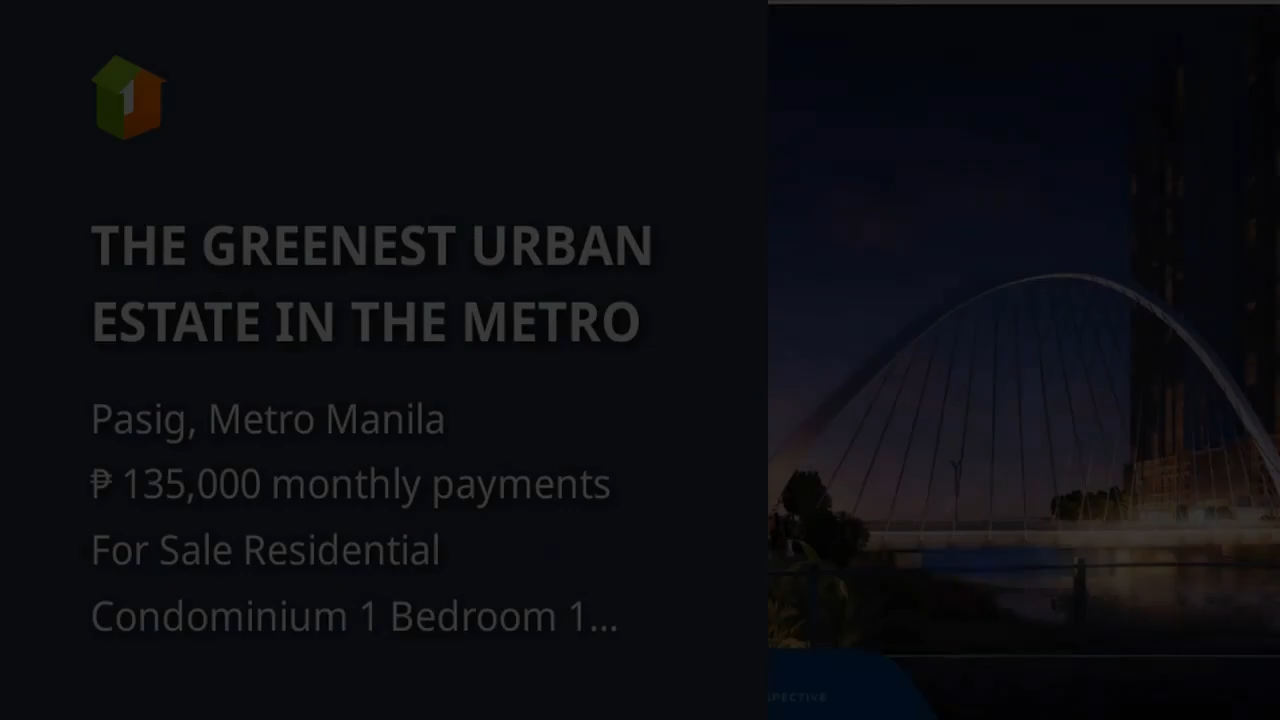 THE GREENEST URBAN
ESTATE IN THE METRO
Pasig, Metro Manila
₱ 135,000 monthly payments
For Sale Residential
Condominium 1 Bedroom 1...